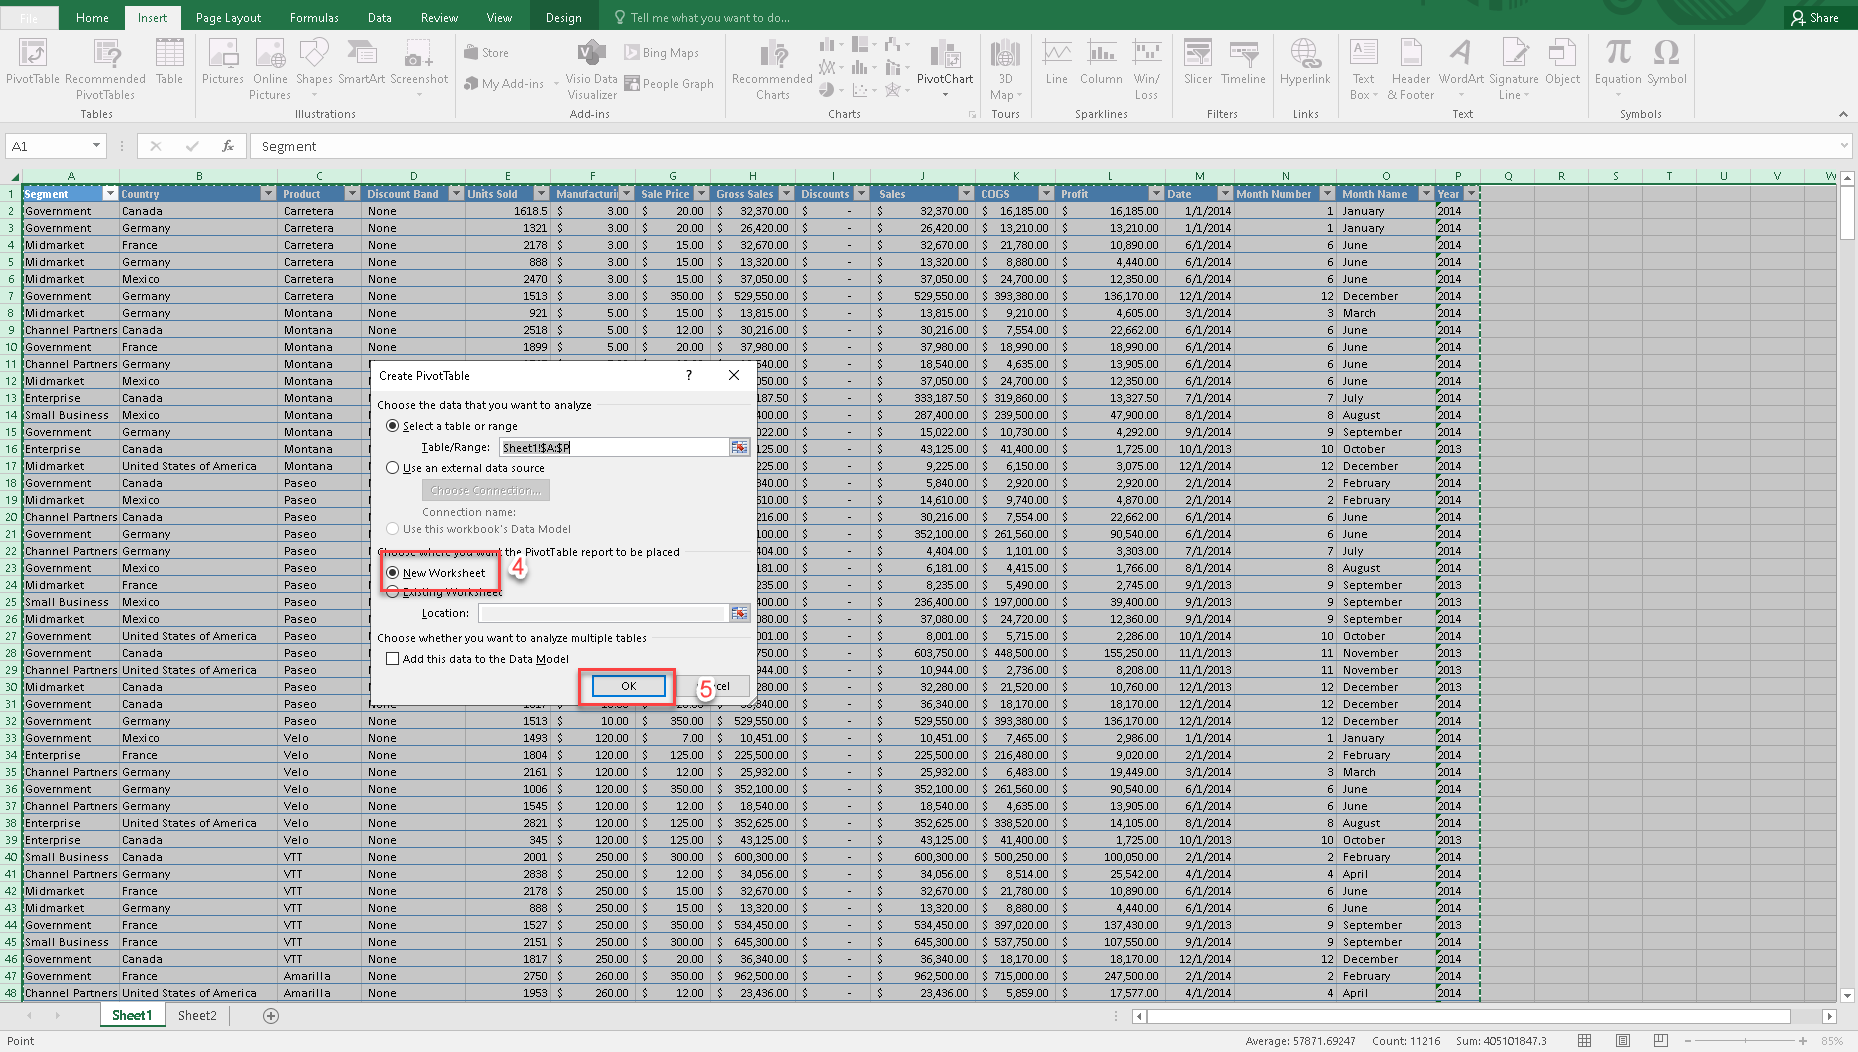 File Home Insert Page Layout Formulas Data Review View Design Tell me what you want to do... Share
PivotTable Recommended PivotTables Table Pictures Online Pictures Shapes SmartArt Screenshot Store My Add-ins Visio Data Visualizer Bing Maps People Graph Recommended Charts PivotChart 3D Map Line Column Win/ Loss Slicer Timeline Hyperlink Text Box Header & Footer WordArt Signature Line Object Equation Symbol
Tables Illustrations Add-ins Charts Tours Sparklines Filters Links Text Symbols
A1 fx Segment
A B C D E F G H I J K L M N O P Q R S T U V W
1 Segment Country Product Discount Band Units Sold Manufacturin Sale Price Gross Sales Discounts Sales COGS Profit Date Month Number Month Name Year
2 Government Canada Carretera None 1618.5 $ 3.00 $ 20.00 $ 32,370.00 $ - $ 32,370.00 $ 16,185.00 $ 16,185.00 1/1/2014 1 January 2014
3 Government Germany Carretera None 1321 $ 3.00 $ 20.00 $ 26,420.00 $ - $ 26,420.00 $ 13,210.00 $ 13,210.00 1/1/2014 1 January 2014
4 Midmarket France Carretera None 2178 $ 3.00 $ 15.00 $ 32,670.00 $ - $ 32,670.00 $ 21,780.00 $ 10,890.00 6/1/2014 6 June 2014
5 Midmarket Germany Carretera None 888 $ 3.00 $ 15.00 $ 13,320.00 $ - $ 13,320.00 $ 8,880.00 $ 4,440.00 6/1/2014 6 June 2014
6 Midmarket Mexico Carretera None 2470 $ 3.00 $ 15.00 $ 37,050.00 $ - $ 37,050.00 $ 24,700.00 $ 12,350.00 6/1/2014 6 June 2014
7 Government Germany Carretera None 1513 $ 3.00 $ 350.00 $ 529,550.00 $ - $ 529,550.00 $ 393,380.00 $ 136,170.00 12/1/2014 12 December 2014
8 Midmarket Germany Montana None 921 $ 5.00 $ 15.00 $ 13,815.00 $ - $ 13,815.00 $ 9,210.00 $ 4,605.00 3/1/2014 3 March 2014
9 Channel Partners Canada Montana None 2518 $ 5.00 $ 12.00 $ 30,216.00 $ - $ 30,216.00 $ 7,554.00 $ 22,662.00 6/1/2014 6 June 2014
10 Government France Montana None 1899 $ 5.00 $ 20.00 $ 37,980.00 $ - $ 37,980.00 $ 18,990.00 $ 18,990.00 6/1/2014 6 June 2014
11 Channel Partners Germany Montana $ - $ 18,540.00 $ 4,635.00 $ 13,905.00 6/1/2014 6 June 2014
12 Midmarket Mexico Montana 050.00 $ - $ 37,050.00 $ 24,700.00 $ 12,350.00 6/1/2014 6 June 2014
13 Enterprise Canada Montana 187.50 $ - $ 333,187.50 $ 319,860.00 $ 13,327.50 7/1/2014 7 July 2014
14 Small Business Mexico Montana 400.00 $ - $ 287,400.00 $ 239,500.00 $ 47,900.00 8/1/2014 8 August 2014
15 Government Germany Montana 022.00 $ - $ 15,022.00 $ 10,730.00 $ 4,292.00 9/1/2014 9 September 2014
16 Enterprise Canada Montana 125.00 $ - $ 43,125.00 $ 41,400.00 $ 1,725.00 10/1/2013 10 October 2013
17 Midmarket United States of America Montana 225.00 $ - $ 9,225.00 $ 6,150.00 $ 3,075.00 12/1/2014 12 December 2014
18 Government Canada Paseo 840.00 $ - $ 5,840.00 $ 2,920.00 $ 2,920.00 2/1/2014 2 February 2014
19 Midmarket Mexico Paseo 610.00 $ - $ 14,610.00 $ 9,740.00 $ 4,870.00 2/1/2014 2 February 2014
20 Channel Partners Canada Paseo 216.00 $ - $ 30,216.00 $ 7,554.00 $ 22,662.00 6/1/2014 6 June 2014
21 Government Germany Paseo 100.00 $ - $ 352,100.00 $ 261,560.00 $ 90,540.00 6/1/2014 6 June 2014
22 Channel Partners Germany Paseo 404.00 $ - $ 4,404.00 $ 1,101.00 $ 3,303.00 7/1/2014 7 July 2014
23 Government Mexico Paseo 181.00 $ - $ 6,181.00 $ 4,415.00 $ 1,766.00 8/1/2014 8 August 2014
24 Midmarket France Paseo 235.00 $ - $ 8,235.00 $ 5,490.00 $ 2,745.00 9/1/2013 9 September 2013
25 Small Business Mexico Paseo 400.00 $ - $ 236,400.00 $ 197,000.00 $ 39,400.00 9/1/2013 9 September 2013
26 Midmarket Mexico Paseo 080.00 $ - $ 37,080.00 $ 24,720.00 $ 12,360.00 9/1/2013 9 September 2013
27 Government United States of America Paseo 001.00 $ - $ 8,001.00 $ 5,715.00 $ 2,286.00 10/1/2014 10 October 2014
28 Government Canada Paseo 750.00 $ - $ 603,750.00 $ 448,500.00 $ 155,250.00 11/1/2013 11 November 2013
29 Channel Partners United States of America Paseo 944.00 $ - $ 10,944.00 $ 2,736.00 $ 8,208.00 11/1/2013 11 November 2013
30 Midmarket Canada Paseo 280.00 $ - $ 32,280.00 $ 21,520.00 $ 10,760.00 12/1/2013 12 December 2013
31 Government Canada Paseo $ - $ 36,340.00 $ 18,170.00 $ 18,170.00 12/1/2014 12 December 2014
32 Government Germany Paseo None 1513 $ 10.00 $ 350.00 $ 529,550.00 $ - $ 529,550.00 $ 393,380.00 $ 136,170.00 12/1/2014 12 December 2014
33 Government Mexico Velo None 1493 $ 120.00 $ 7.00 $ 10,451.00 $ - $ 10,451.00 $ 7,465.00 $ 2,986.00 1/1/2014 1 January 2014
34 Enterprise France Velo None 1804 $ 120.00 $ 125.00 $ 225,500.00 $ - $ 225,500.00 $ 216,480.00 $ 9,020.00 2/1/2014 2 February 2014
35 Channel Partners Germany Velo None 2161 $ 120.00 $ 12.00 $ 25,932.00 $ - $ 25,932.00 $ 6,483.00 $ 19,449.00 3/1/2014 3 March 2014
36 Government Germany Velo None 1006 $ 120.00 $ 350.00 $ 352,100.00 $ - $ 352,100.00 $ 261,560.00 $ 90,540.00 6/1/2014 6 June 2014
37 Channel Partners Germany Velo None 1545 $ 120.00 $ 12.00 $ 18,540.00 $ - $ 18,540.00 $ 4,635.00 $ 13,905.00 6/1/2014 6 June 2014
38 Enterprise United States of America Velo None 2821 $ 120.00 $ 125.00 $ 352,625.00 $ - $ 352,625.00 $ 338,520.00 $ 14,105.00 8/1/2014 8 August 2014
39 Enterprise Canada Velo None 345 $ 120.00 $ 125.00 $ 43,125.00 $ - $ 43,125.00 $ 41,400.00 $ 1,725.00 10/1/2013 10 October 2013
40 Small Business Canada VTT None 2001 $ 250.00 $ 300.00 $ 600,300.00 $ - $ 600,300.00 $ 500,250.00 $ 100,050.00 2/1/2014 2 February 2014
41 Channel Partners Germany VTT None 2838 $ 250.00 $ 12.00 $ 34,056.00 $ - $ 34,056.00 $ 8,514.00 $ 25,542.00 4/1/2014 4 April 2014
42 Midmarket France VTT None 2178 $ 250.00 $ 15.00 $ 32,670.00 $ - $ 32,670.00 $ 21,780.00 $ 10,890.00 6/1/2014 6 June 2014
43 Midmarket Germany VTT None 888 $ 250.00 $ 15.00 $ 13,320.00 $ - $ 13,320.00 $ 8,880.00 $ 4,440.00 6/1/2014 6 June 2014
44 Government France VTT None 1527 $ 250.00 $ 350.00 $ 534,450.00 $ - $ 534,450.00 $ 397,020.00 $ 137,430.00 9/1/2013 9 September 2013
45 Small Business France VTT None 2151 $ 250.00 $ 300.00 $ 645,300.00 $ - $ 645,300.00 $ 537,750.00 $ 107,550.00 9/1/2014 9 September 2014
46 Government Canada VTT None 1817 $ 250.00 $ 20.00 $ 36,340.00 $ - $ 36,340.00 $ 18,170.00 $ 18,170.00 12/1/2014 12 December 2014
47 Government France Amarilla None 2750 $ 260.00 $ 350.00 $ 962,500.00 $ - $ 962,500.00 $ 715,000.00 $ 247,500.00 2/1/2014 2 February 2014
48 Channel Partners United States of America Amarilla None 1953 $ 260.00 $ 12.00 $ 23,436.00 $ - $ 23,436.00 $ 5,859.00 $ 17,577.00 4/1/2014 4 April 2014
Create PivotTable ?
Choose the data that you want to analyze
Select a table or range
Table/Range: Sheet1!$A:$P
Use an external data source
Choose Connection...
Connection name:
Use this workbook's Data Model
Choose where you want the PivotTable report to be placed
New Worksheet 4
Existing Worksheet
Location:
Choose whether you want to analyze multiple tables
Add this data to the Data Model
OK 5 cel
Sheet1 Sheet2
Point Average: 57871.69247 Count: 11216 Sum: 405101847.3 85%